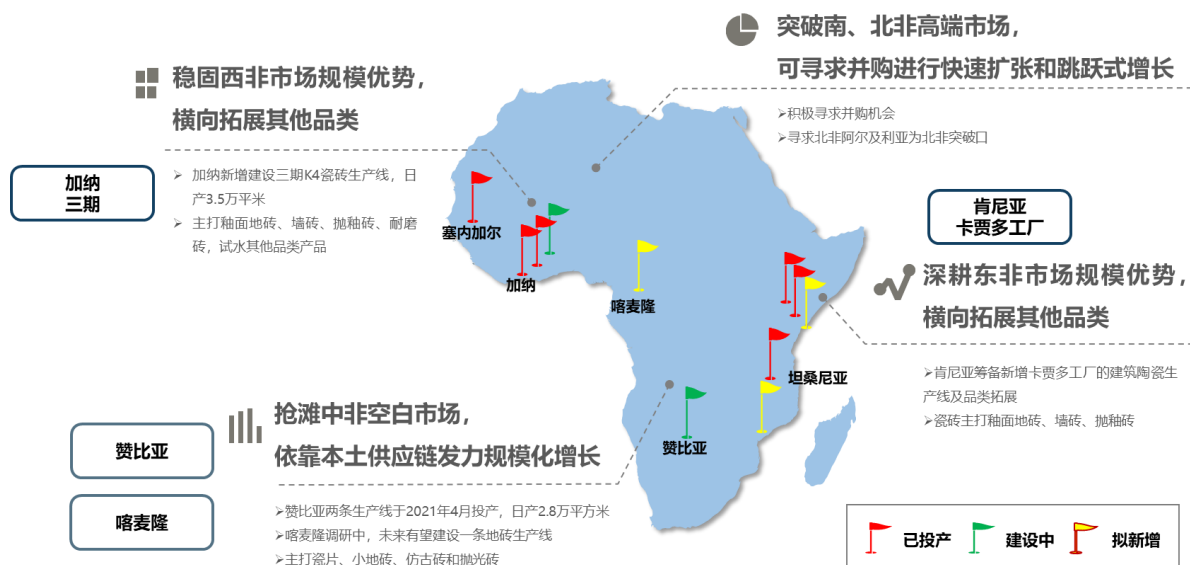 突破南、北非高端市场，
可寻求并购进行快速扩张和跳跃式增长
➢积极寻求并购机会
➢寻求北非阿尔及利亚为北非突破口
稳固西非市场规模优势，
横向拓展其他品类
加纳
三期
➢ 加纳新增建设三期K4瓷砖生产线，日
产3.5万平米
➢ 主打釉面地砖、墙砖、抛釉砖、耐磨
砖，试水其他品类产品
塞内加尔
加纳
喀麦隆
坦桑尼亚
赞比亚
肯尼亚
卡贾多工厂
深耕东非市场规模优势，
横向拓展其他品类
➢肯尼亚筹备新增卡贾多工厂的建筑陶瓷生
产线及品类拓展
➢瓷砖主打釉面地砖、墙砖、抛釉砖
赞比亚
喀麦隆
抢滩中非空白市场，
依靠本土供应链发力规模化增长
➢赞比亚两条生产线于2021年4月投产，日产2.8万平方米
➢喀麦隆调研中，未来有望建设一条地砖生产线
➢主打瓷片、小地砖、仿古砖和抛光砖
已投产
建设中
拟新增